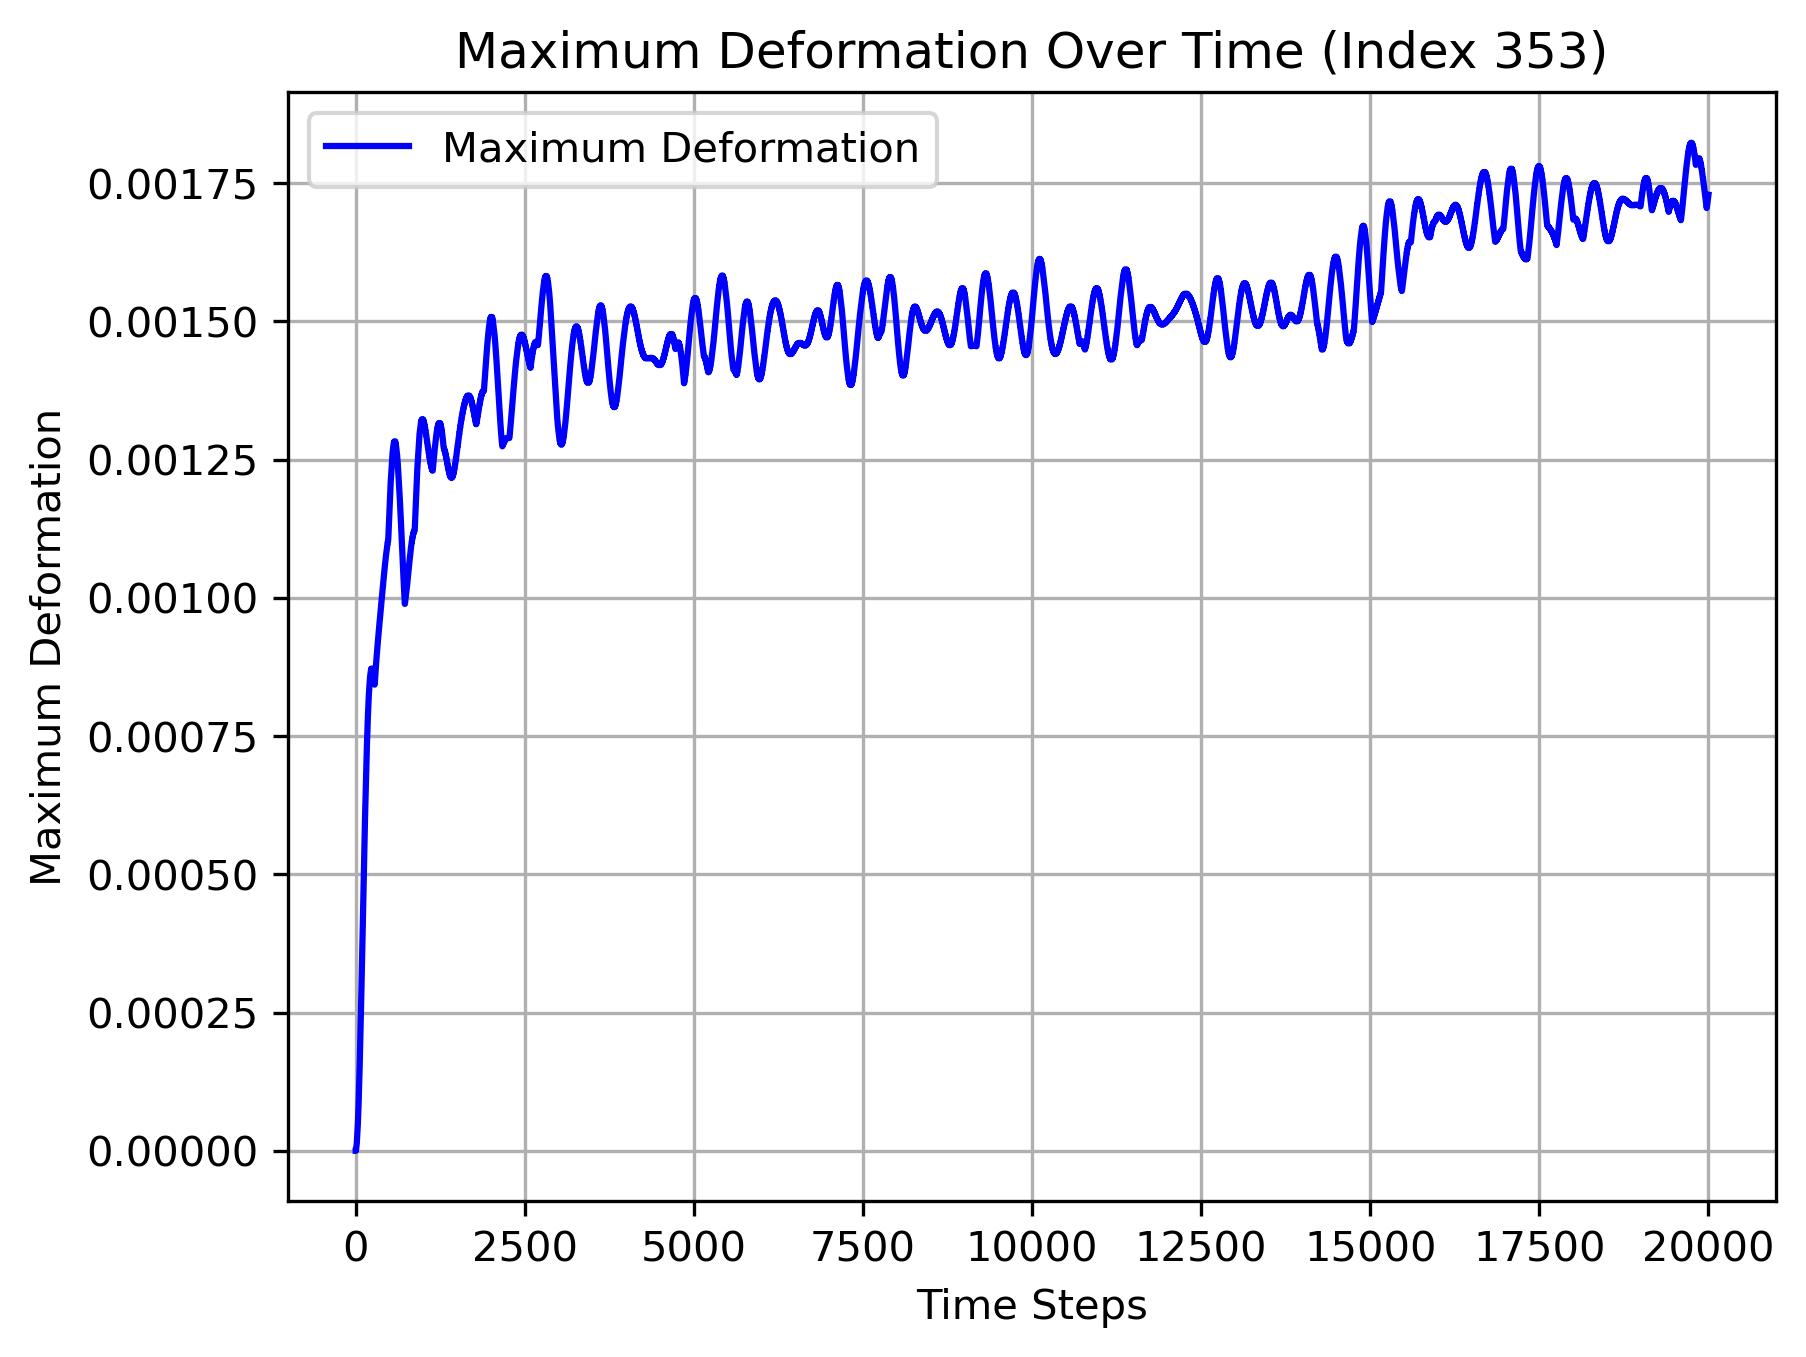 Maximum Deformation Over Time (Index 353)
Maximum Deformation
0.00175
0.00150
0.00125
0.00100
0.00075
0.00050
0.00025
0.00000
Maximum Deformation
0 2500 5000 7500 10000 12500 15000 17500 20000
Time Steps